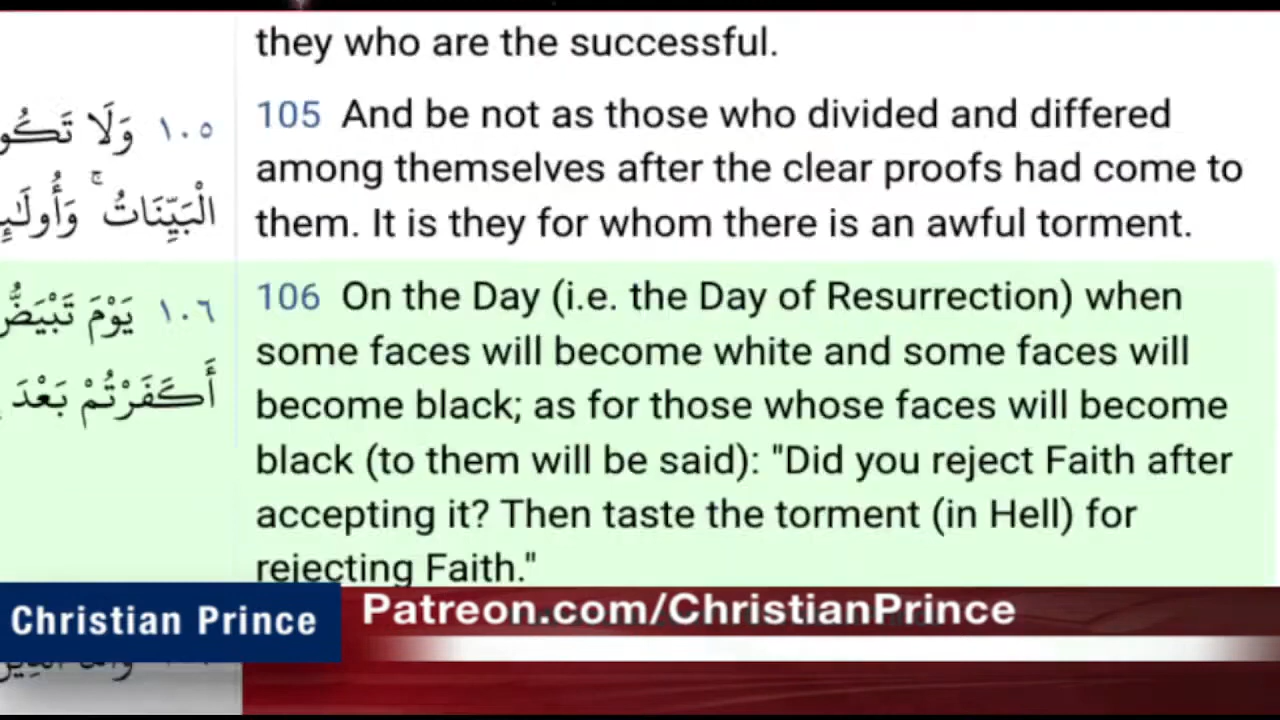 they who are the successful.
١٠٥ وَلَا تَكُو
الْبَيِّنَاتُ ۚ وَأُولَٰئِ
105 And be not as those who divided and differed
among themselves after the clear proofs had come to
them. It is they for whom there is an awful torment.
١٠٦ يَوْمَ تَبْيَضُّ
أَكَفَرْتُمْ بَعْدَ
106 On the Day (i.e. the Day of Resurrection) when
some faces will become white and some faces will
become black; as for those whose faces will become
black (to them will be said): "Did you reject Faith after
accepting it? Then taste the torment (in Hell) for
rejecting Faith."
Christian Prince
Patreon.com/ChristianPrince